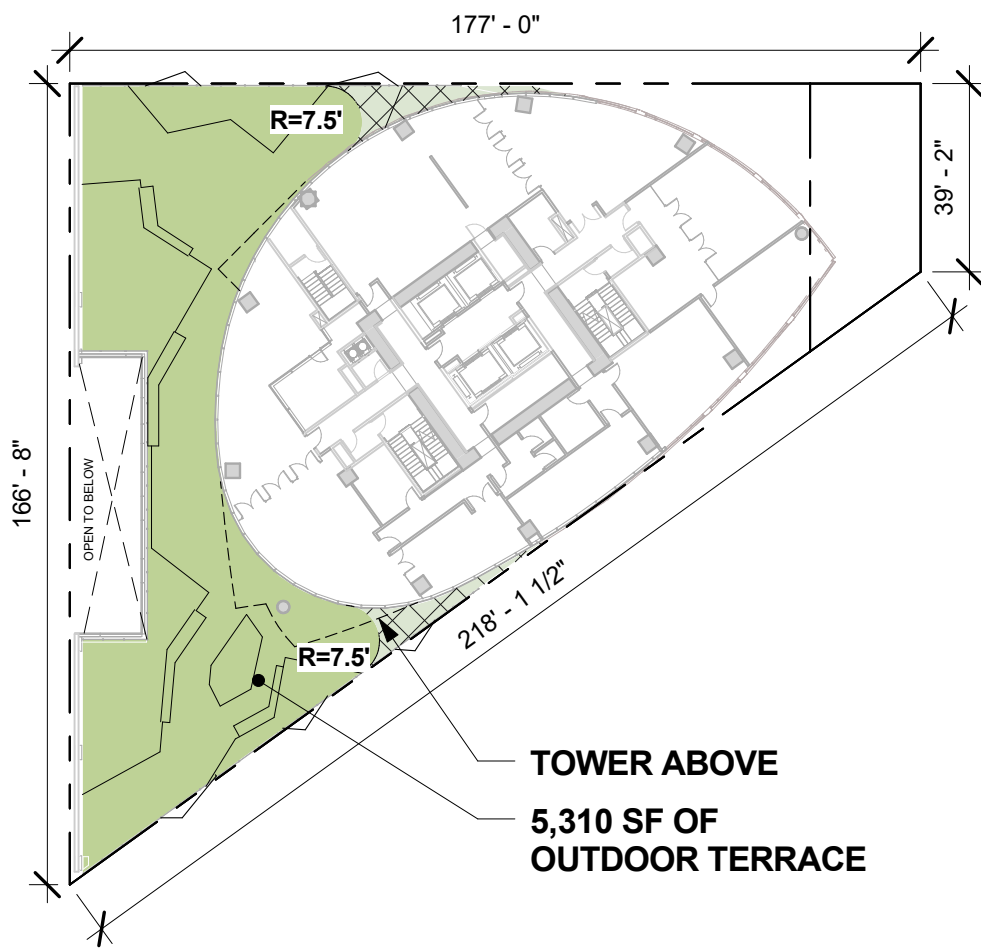 177' - 0"
R=7.5'
39' - 2"
166' - 8"
OPEN TO BELOW
218' - 1 1/2"
R=7.5'
TOWER ABOVE
5,310 SF OF
OUTDOOR TERRACE